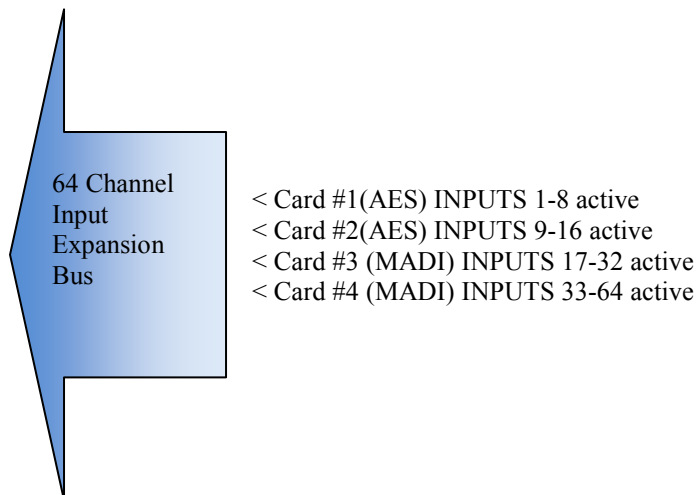 64 Channel
Input
Expansion
Bus
< Card #1(AES) INPUTS 1-8 active
< Card #2(AES) INPUTS 9-16 active
< Card #3 (MADI) INPUTS 17-32 active
< Card #4 (MADI) INPUTS 33-64 active